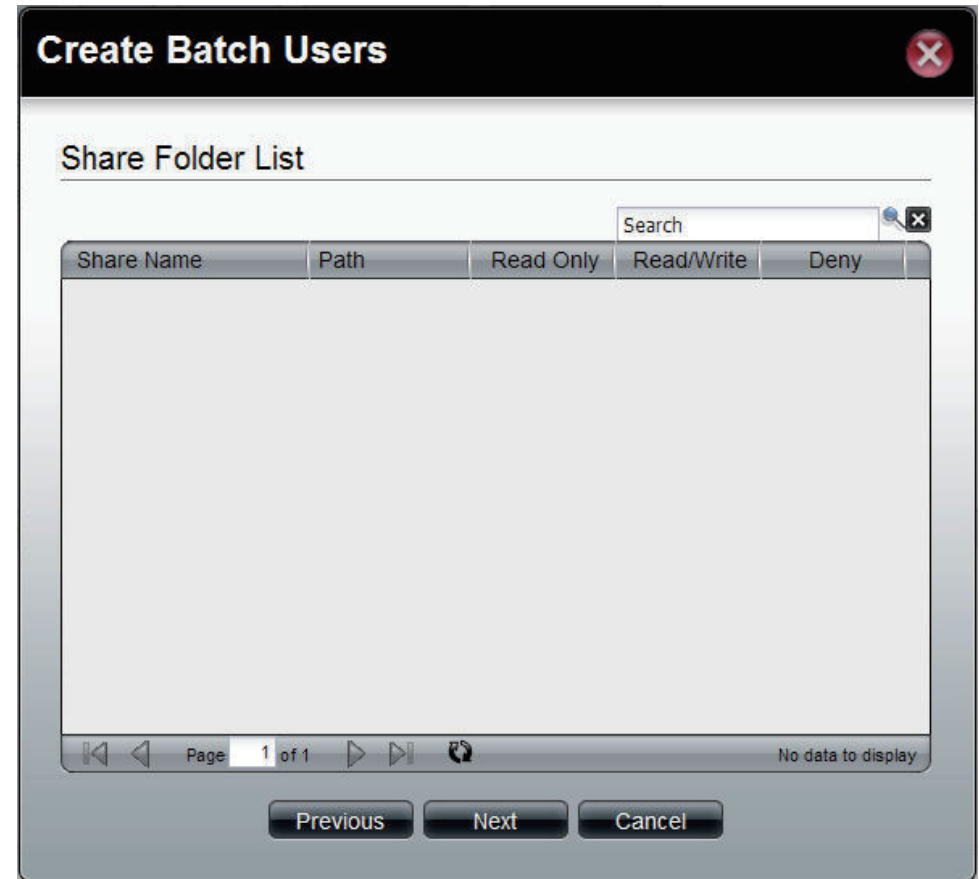 Create Batch Users
Share Folder List
Search
Share Name Path Read Only Read/Write Deny
Page 1 of 1 No data to display
Previous Next Cancel